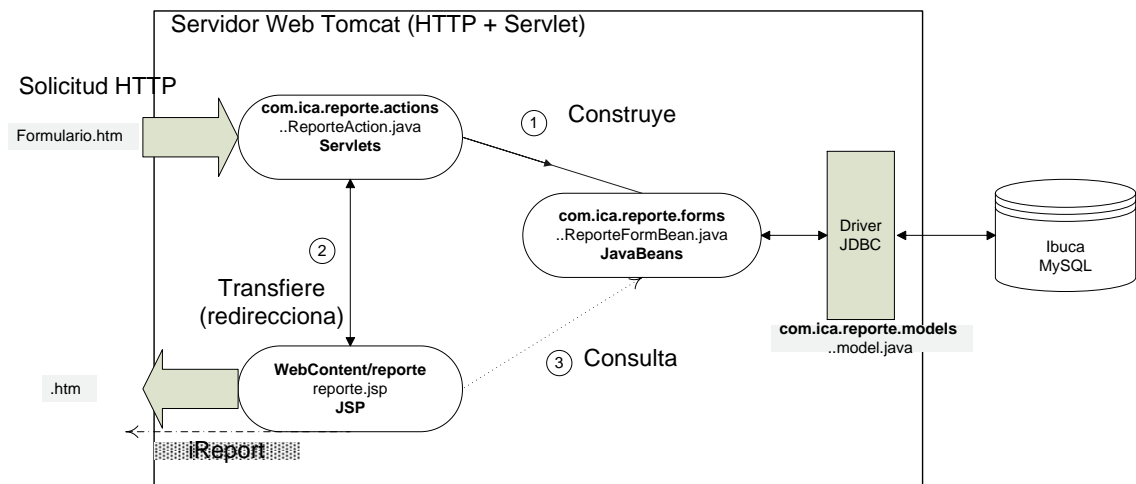 Servidor Web Tomcat (HTTP + Servlet)
Solicitud HTTP
Formulario.htm
com.ica.reporte.actions
..ReporteAction.java
Servlets
1
Construye
com.ica.reporte.forms
..ReporteFormBean.java
JavaBeans
Driver
JDBC
Ibuca
MySQL
2
Transfiere
(redirecciona)
com.ica.reporte.models
..model.java
3
Consulta
WebContent/reporte
reporte.jsp
JSP
.htm
iReport